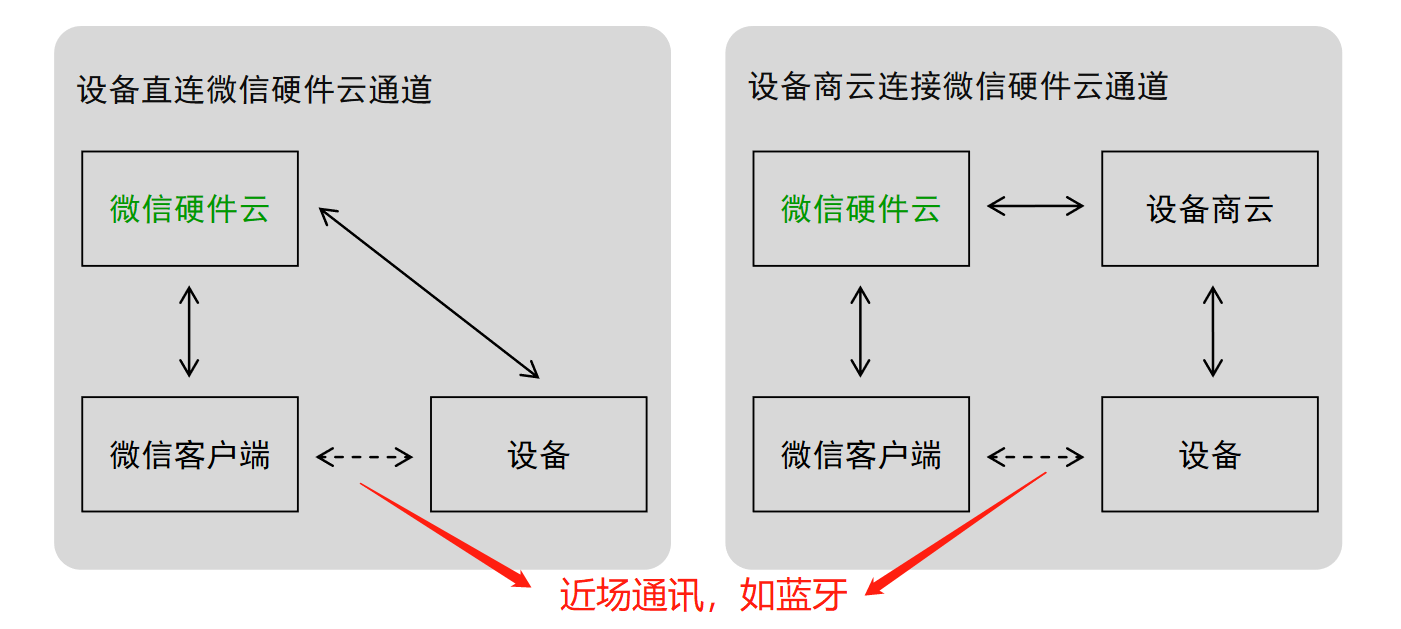 设备直连微信硬件云通道
微信硬件云
微信客户端
设备
设备商云连接微信硬件云通道
微信硬件云
设备商云
微信客户端
设备
近场通讯，如蓝牙